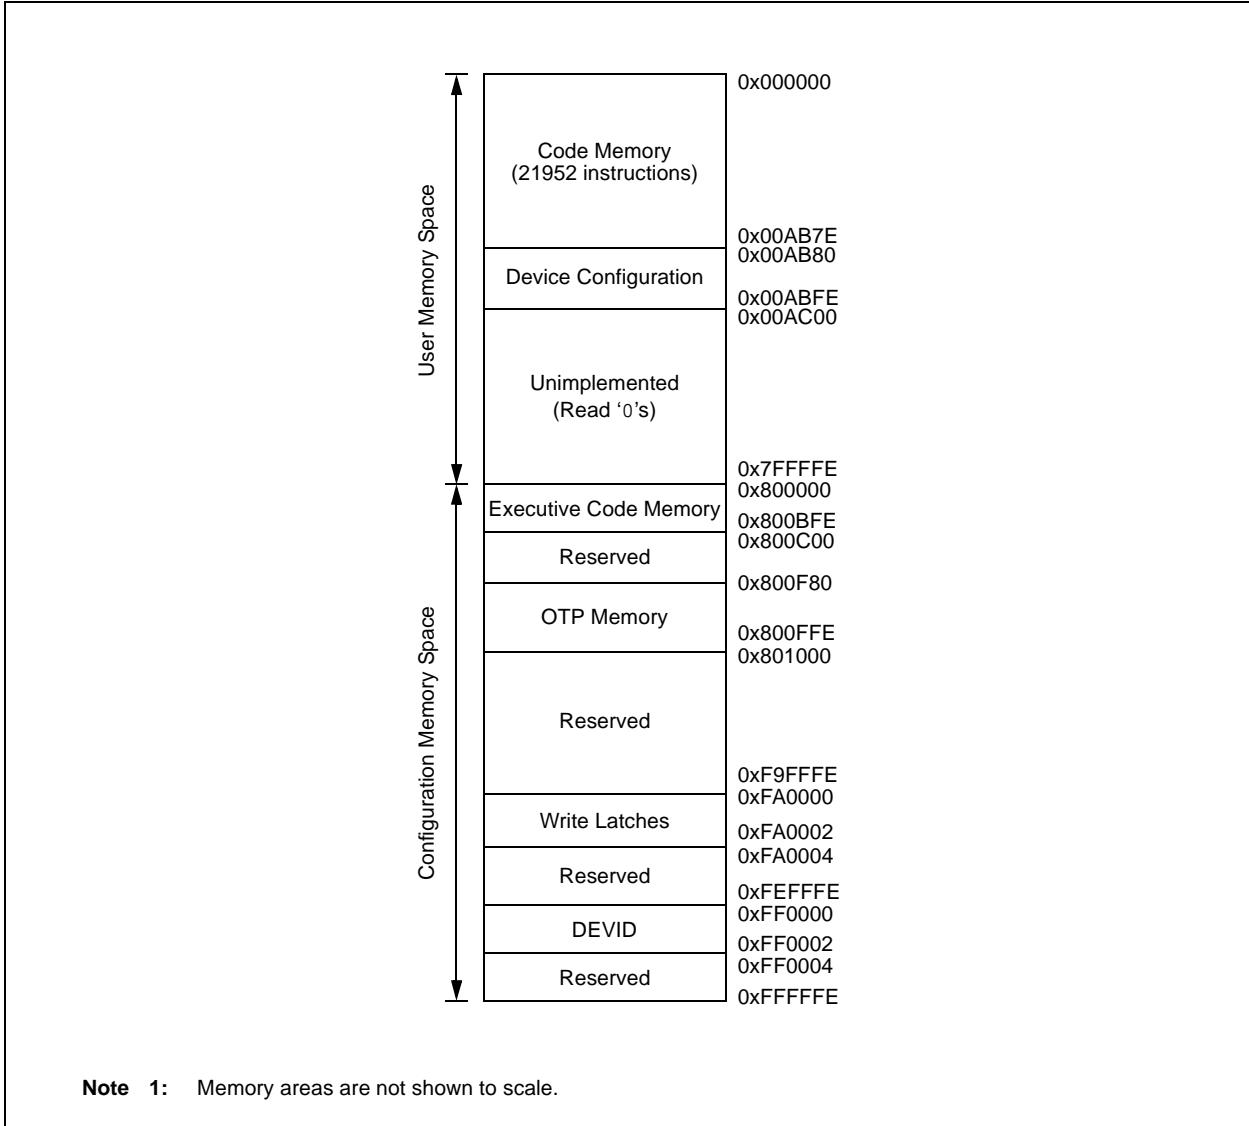 0x000000
Code Memory
(21952 instructions)
0x00AB7E
0x00AB80
Device Configuration
0x00ABFE
0x00AC00
Unimplemented
(Read ‘0’s)
0x7FFFFE
User Memory Space
0x800000
Executive Code Memory
0x800BFE
0x800C00
Reserved
0x800F80
OTP Memory
0x800FFE
0x801000
Reserved
0xF9FFFE
0xFA0000
Write Latches
0xFA0002
0xFA0004
Reserved
0xFEFFFE
0xFF0000
DEVID
0xFF0002
0xFF0004
Reserved
0xFFFFFE
Configuration Memory Space
Note 1: Memory areas are not shown to scale.